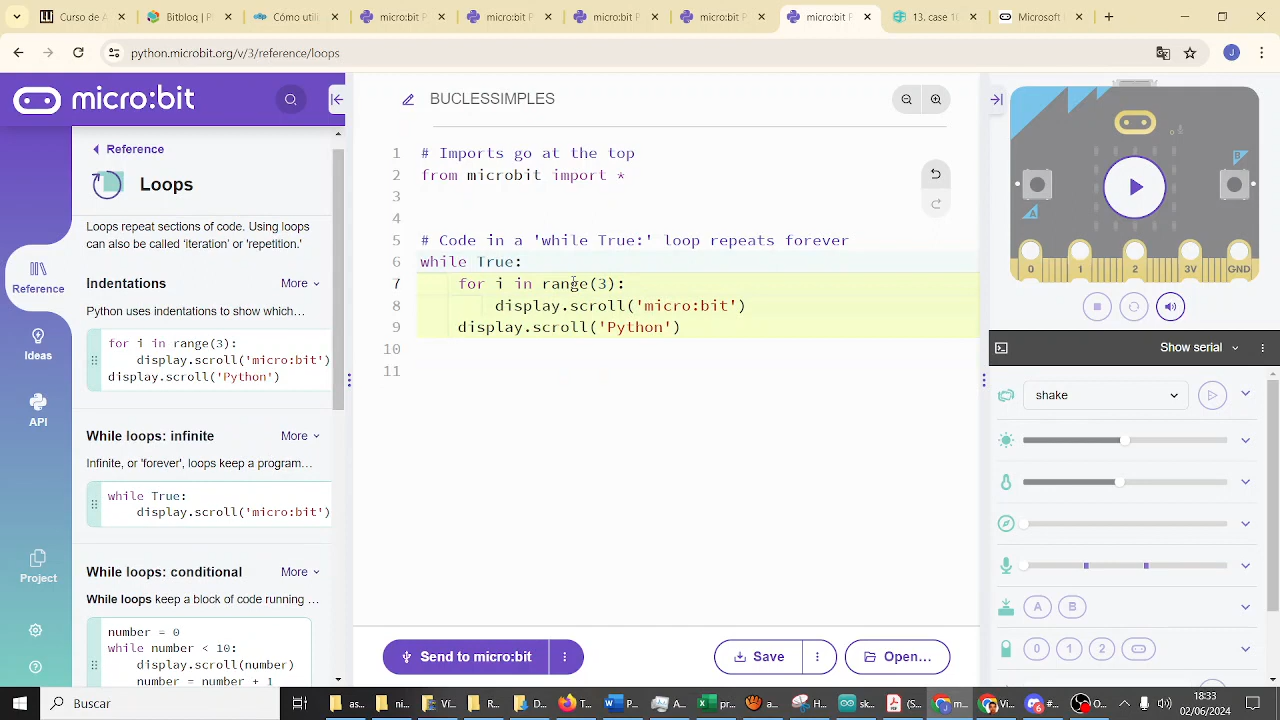 Curso d
Bitbloq
Cómo util
micro:bit P
micro:bit P
micro:bit P
micro:bit P
micro:bit P
13. case 10
Microsoft
python.microbit.org/v/3/reference/loops
J
micro:bit
BUCLESSIMPLES
Reference
Loops
Loops repeat sections of code. Using loops
can also be called 'iteration' or 'repetition.'
Indentations
More
Python uses indentations to show which…
for i in range(3):
display.scroll('micro:bit')
display.scroll('Python')
While loops: infinite
More
Infinite, or 'forever', keep a program…
while True:
display.scroll('micro:bit')
While loops: conditional
More
While loops keep a block of code running…
number = 0
while number < 10:
display.scroll(number)
number = number + 1
Reference
Ideas
API
Project
1 # Imports go at the top
2 from microbit import *
3
4
5 # Code in a 'while True:' loop repeats forever
6 while True:
7 for i in range(3):
8 display.scroll('micro:bit')
9 display.scroll('Python')
10
11
Send to micro:bit
Save
Open...
A
B
0 1 2 3V GND
Show serial
shake
A B
0 1 2
Buscar
18:33
02/06/2024